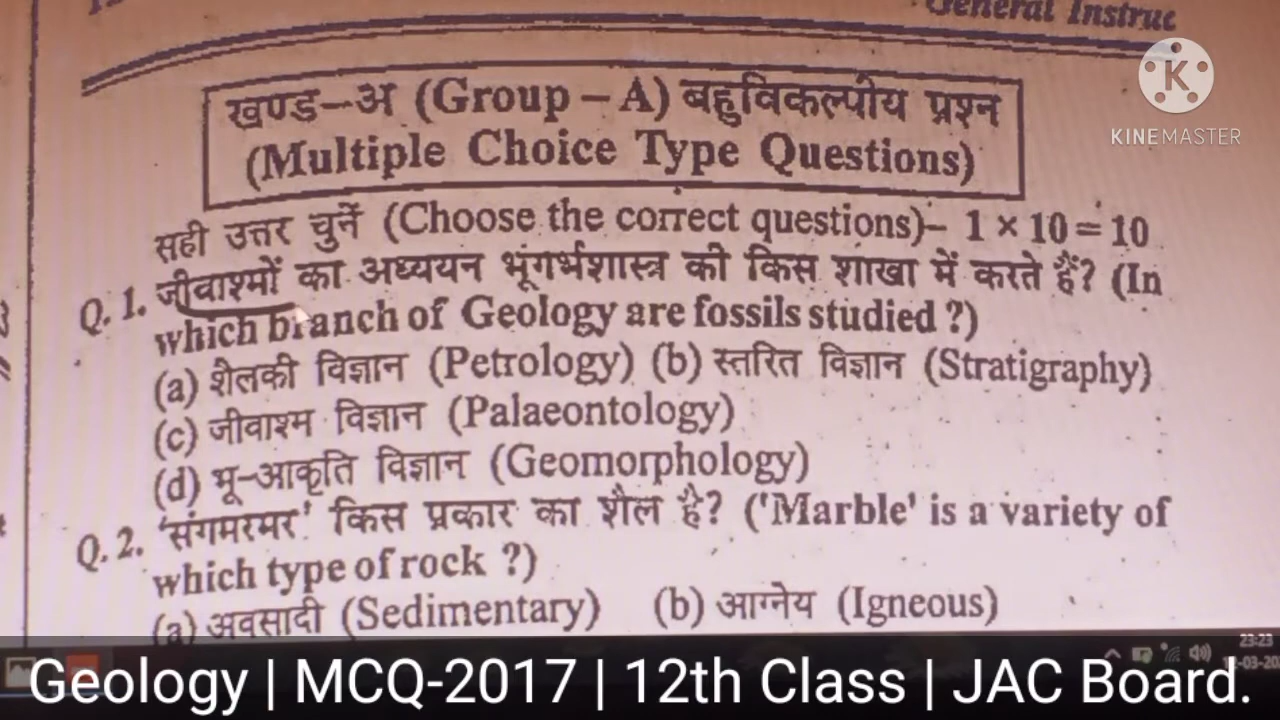 General Instruc
खण्ड–अ (Group – A) बहुविकल्पीय प्रश्न
(Multiple Choice Type Questions)
K
KINEMASTER
सही उत्तर चुनें (Choose the correct questions)– 1 × 10 = 10
Q. 1. जीवाश्मों का अध्ययन भूंगर्भशास्त्र की किस शाखा में करते हैं? (In
which branch of Geology are fossils studied ?)
(a) शैलकी विज्ञान (Petrology) (b) स्तरित विज्ञान (Stratigraphy)
(c) जीवाश्म विज्ञान (Palaeontology)
(d) भू-आकृति विज्ञान (Geomorphology)
Q. 2. 'संगमरमर' किस प्रकार का शैल है? ('Marble' is a variety of
which type of rock ?)
(a) अवसादी (Sedimentary) (b) आग्नेय (Igneous)
23:23
Geology | MCQ-2017 | 12th Class | JAC Board.